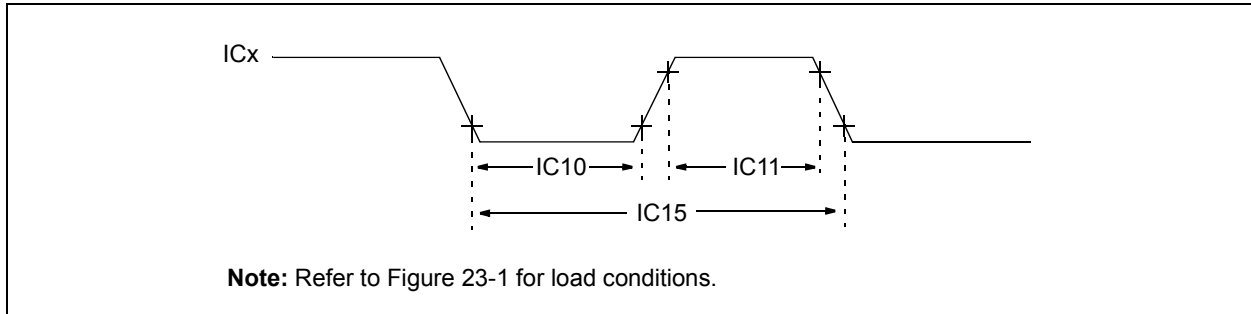 ICx
IC10
IC11
IC15
Note: Refer to Figure 23-1 for load conditions.